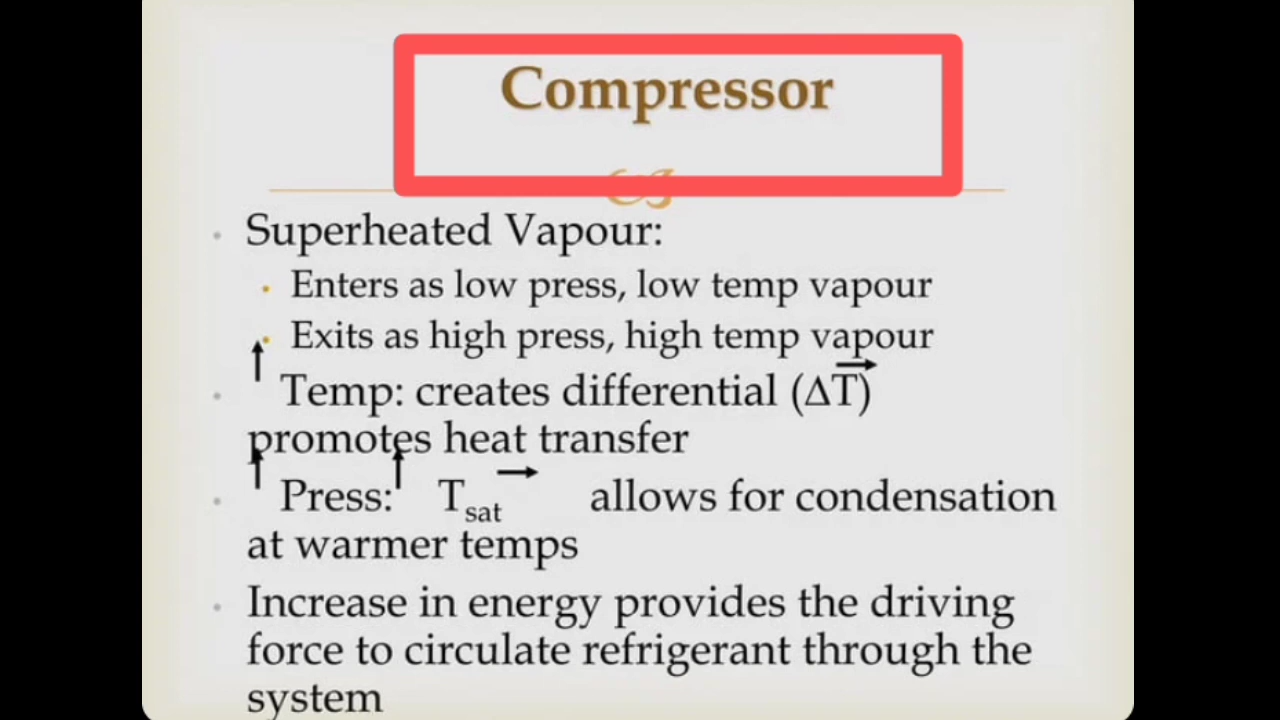 Compressor
Superheated Vapour:
Enters as low press, low temp vapour
Exits as high press, high temp vapour
↑ Temp: creates differential (ΔT) →
promotes heat transfer
↑ Press: ↑ Tsat → allows for condensation
at warmer temps
Increase in energy provides the driving
force to circulate refrigerant through the
system